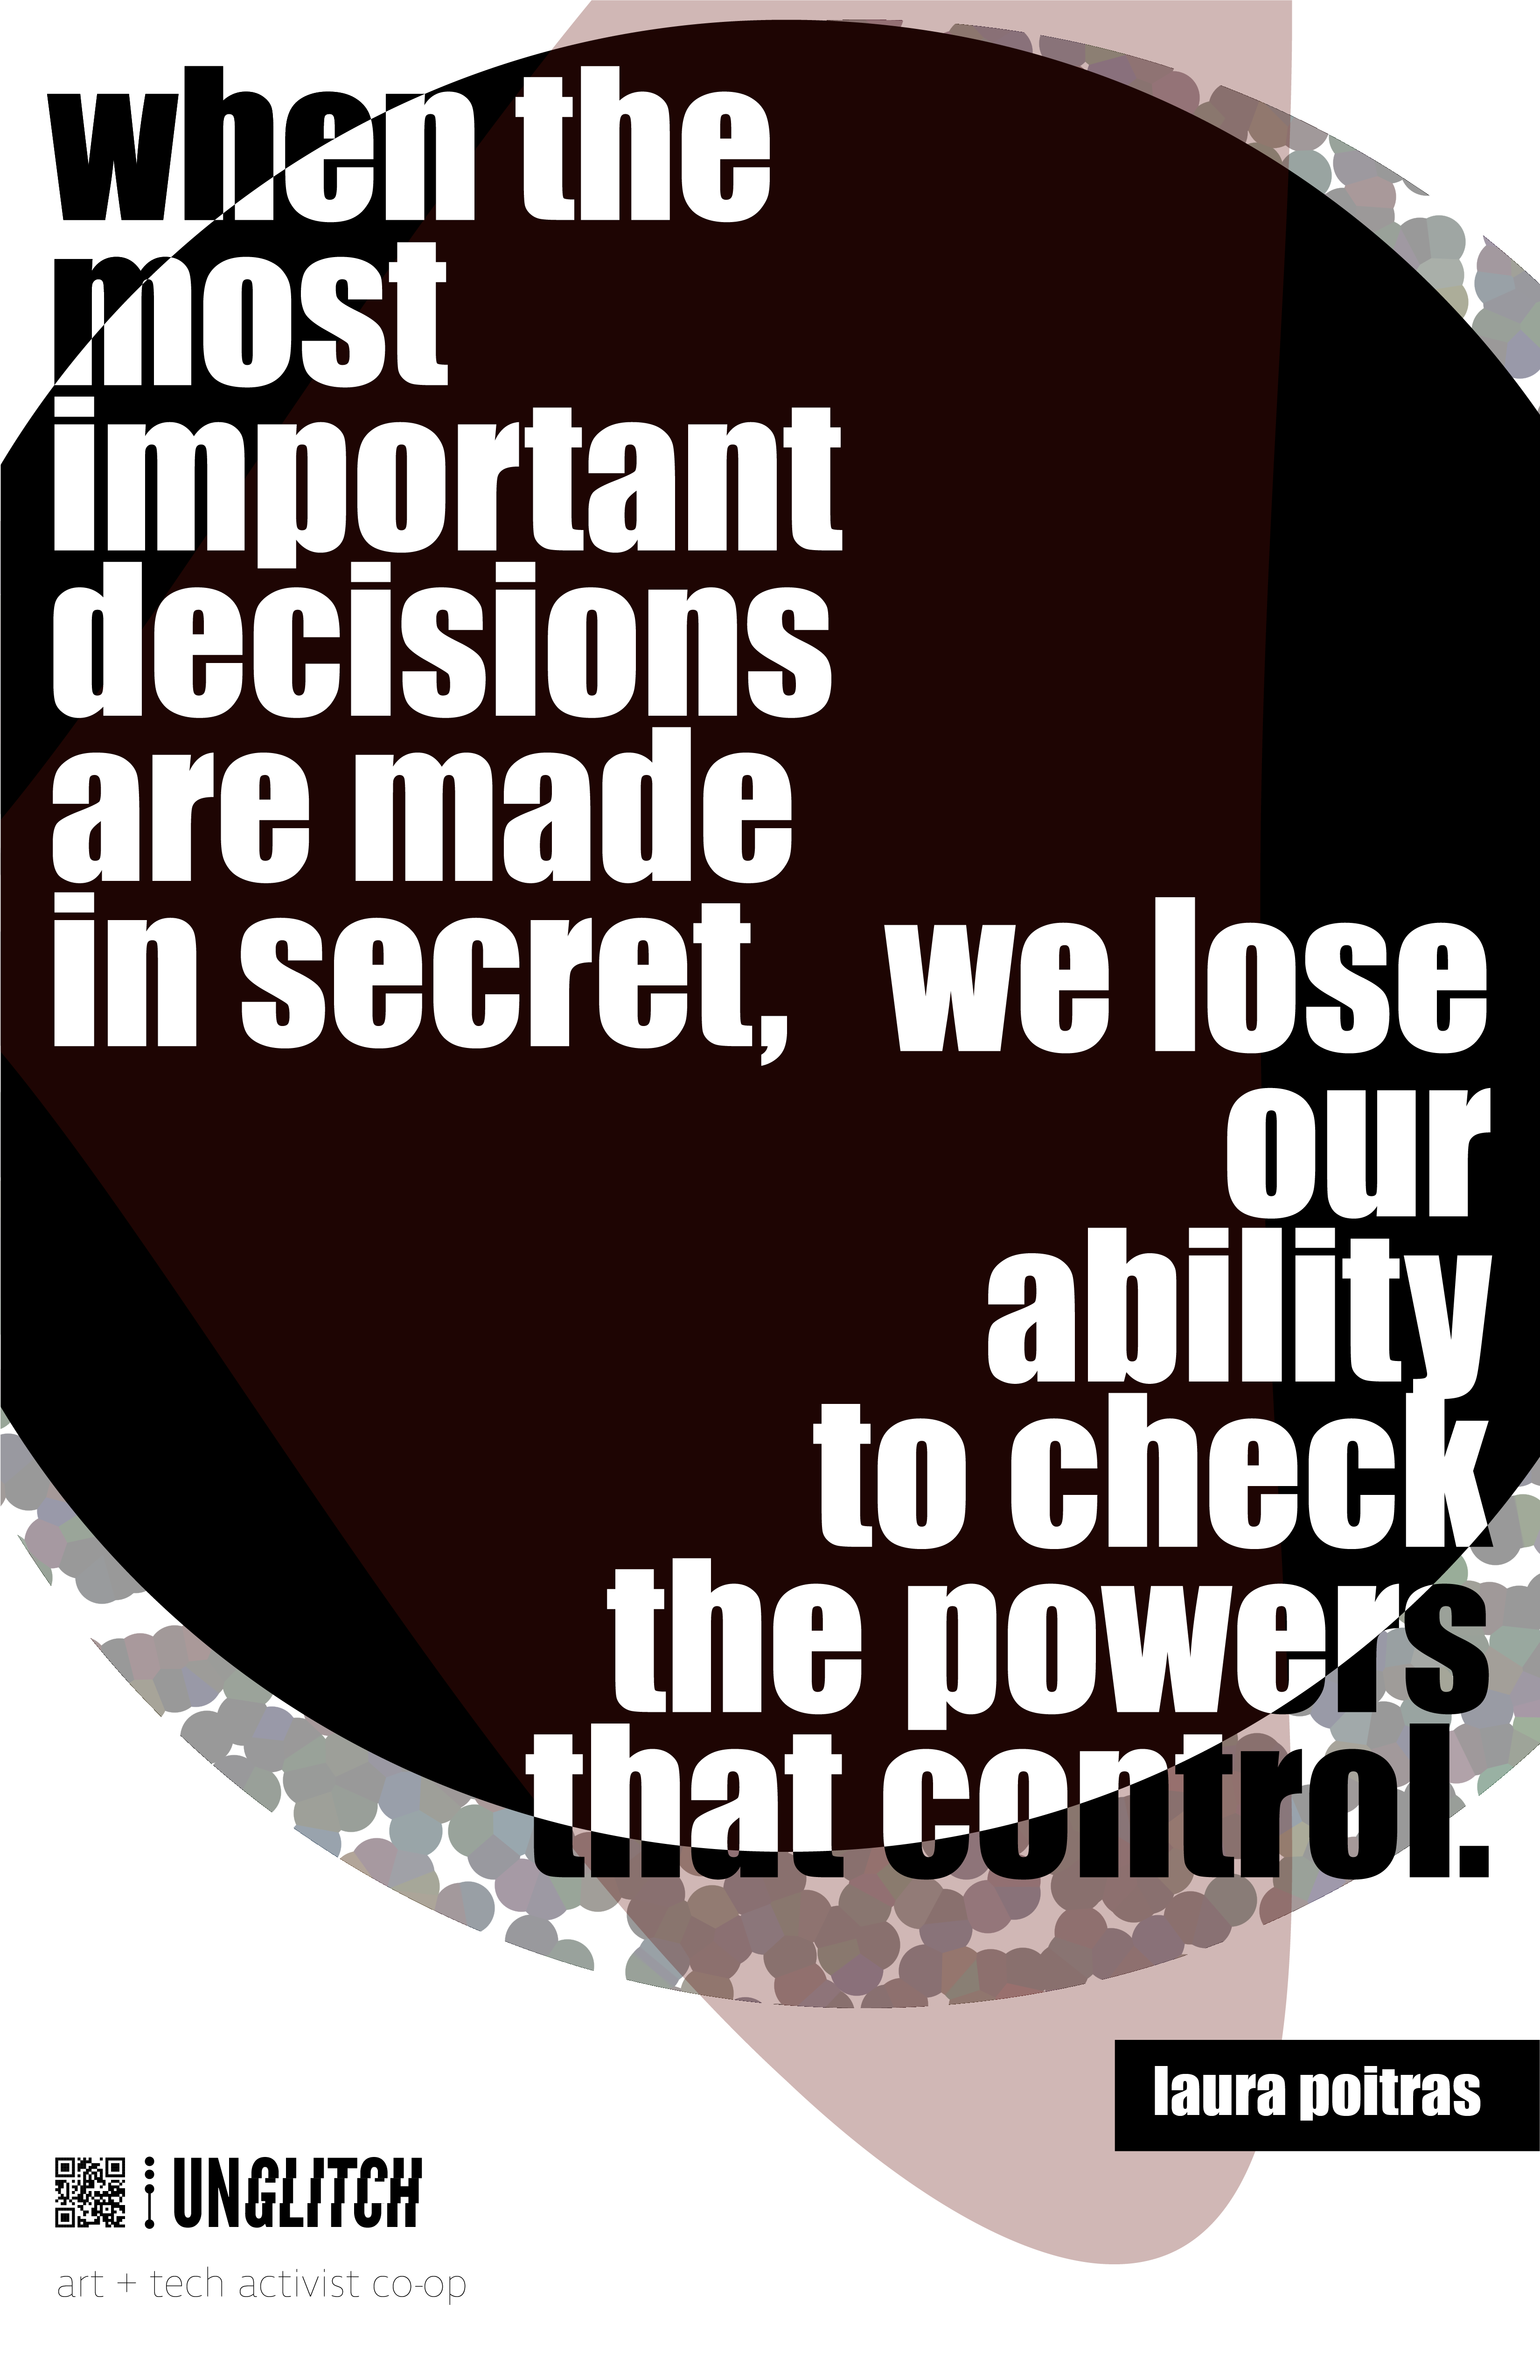 when the
most
important
decisions
are made
in secret,
we lose
our
ability
to check
the powers
that control.
laura poitras
UNGLITCH
art + tech activist co-op